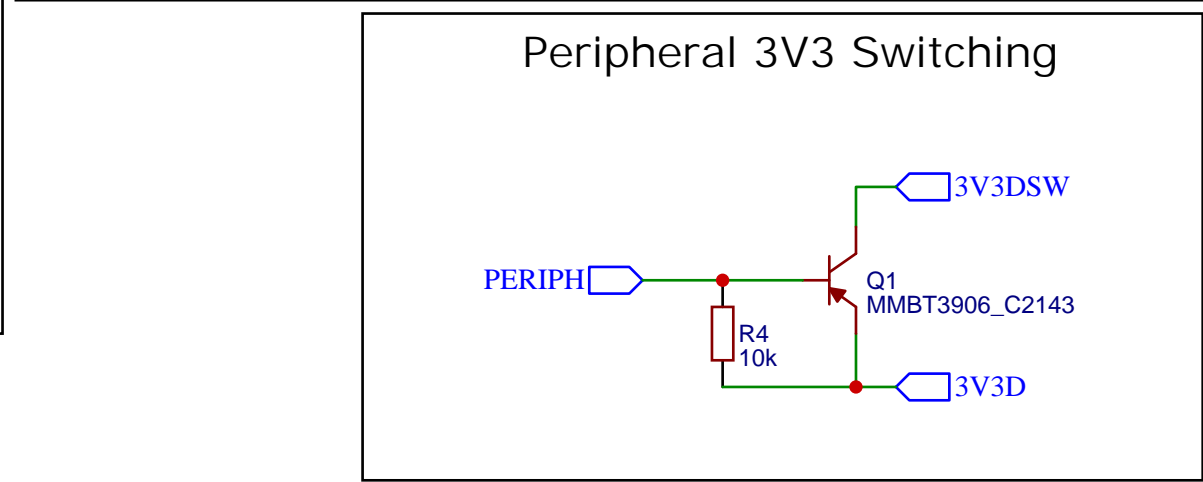 Peripheral 3V3 Switching
3V3DSW
PERIPH
Q1
MMBT3906_C2143
R4
10k
3V3D